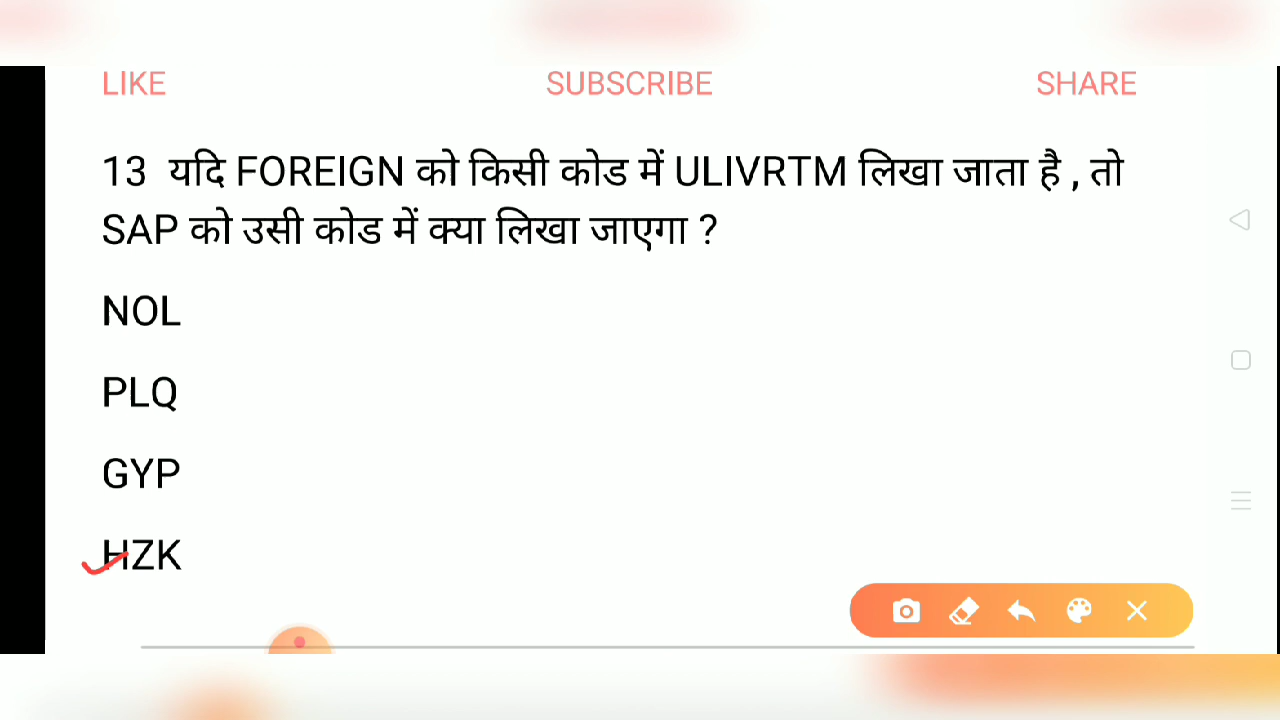 LIKE SUBSCRIBE SHARE
13 यदि FOREIGN को किसी कोड में ULIVRTM लिखा जाता है , तो
SAP को उसी कोड में क्या लिखा जाएगा ?
NOL
PLQ
GYP
HZK